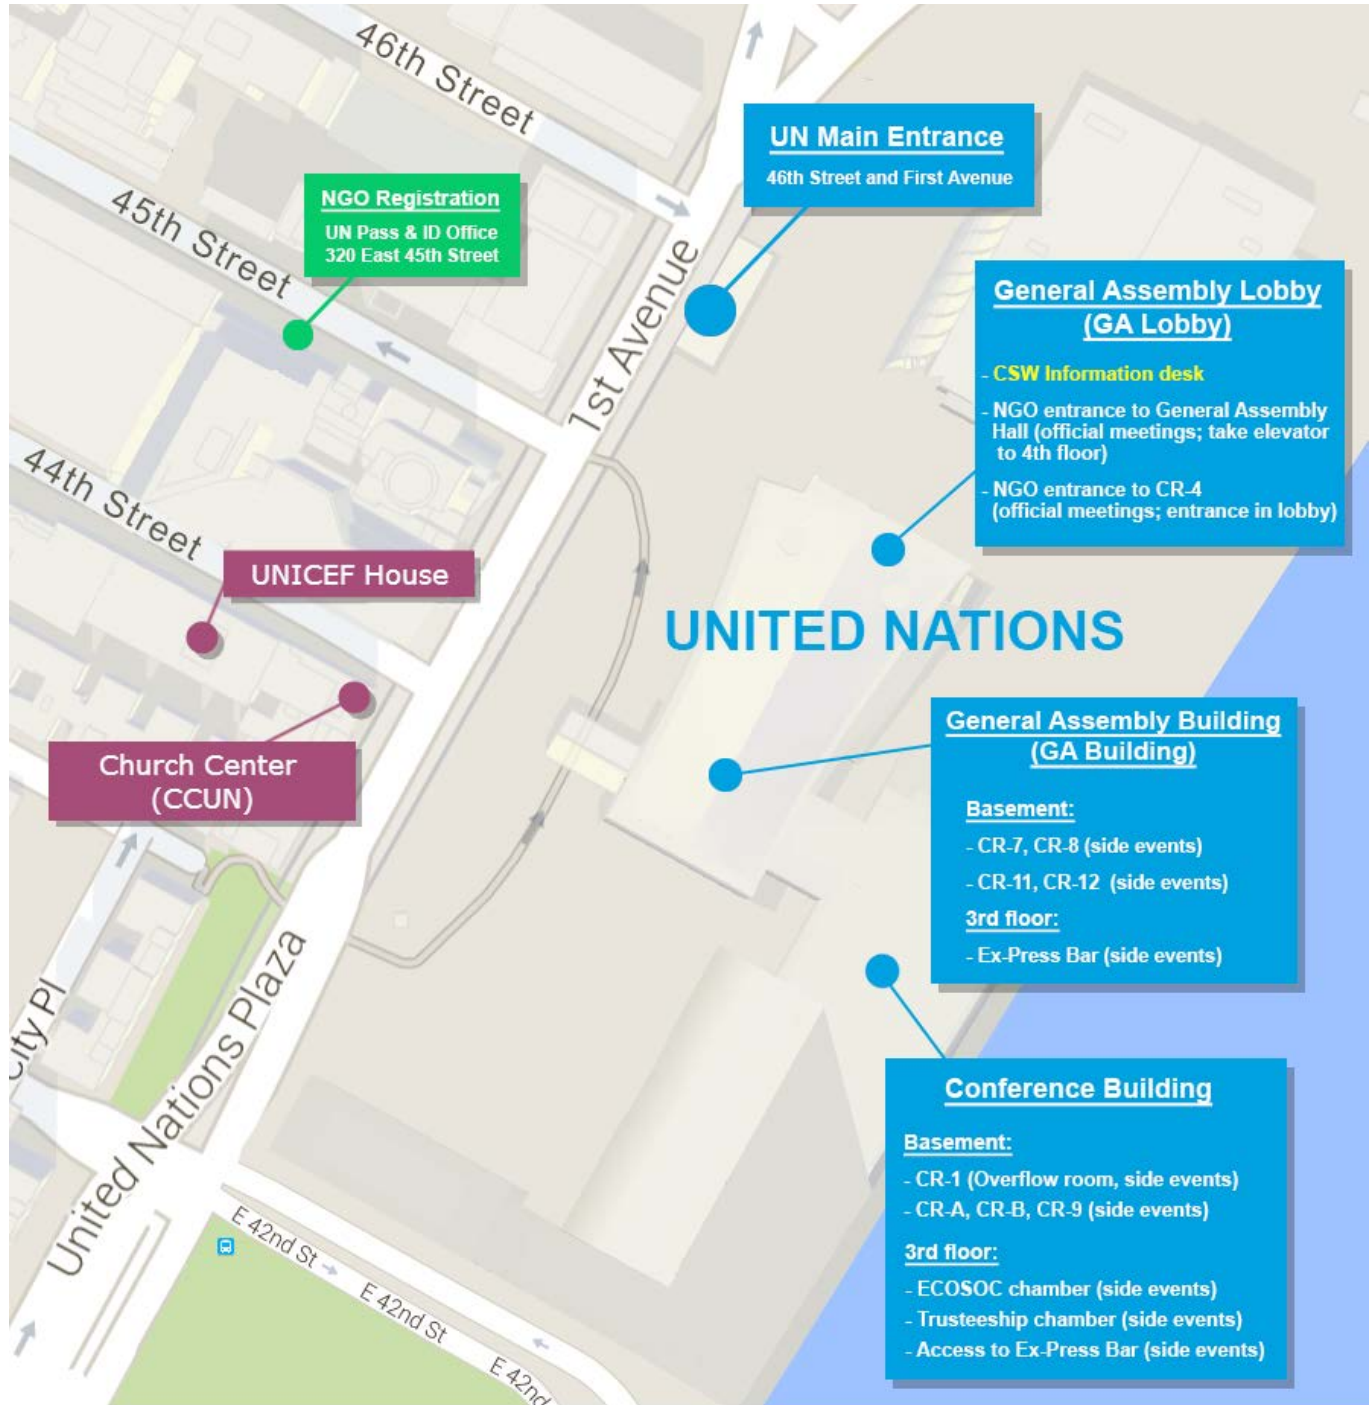 46th Street
UN Main Entrance
46th Street and First Avenue
NGO Registration
UN Pass & ID Office
320 East 45th Street
45th Street
1st Avenue
General Assembly Lobby
(GA Lobby)
- CSW Information desk
- NGO entrance to General Assembly
Hall (official meetings; take elevator
to 4th floor)
- NGO entrance to CR-4
(official meetings; entrance in lobby)
44th Street
UNICEF House
UNITED NATIONS
Church Center
(CCUN)
General Assembly Building
(GA Building)
Basement:
- CR-7, CR-8 (side events)
- CR-11, CR-12 (side events)
3rd floor:
- Ex-Press Bar (side events)
City Pl
United Nations Plaza
Conference Building
Basement:
- CR-1 (Overflow room, side events)
- CR-A, CR-B, CR-9 (side events)
3rd floor:
- ECOSOC chamber (side events)
- Trusteeship chamber (side events)
- Access to Ex-Press Bar (side events)
E 42nd St
E 42nd St
E 42nd